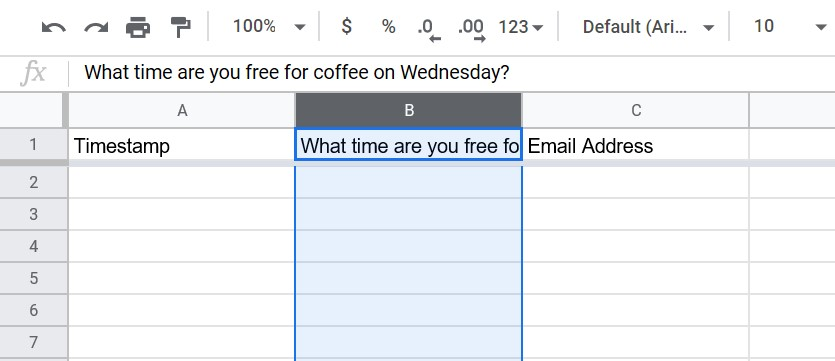 100% $ % .0 .00 123 Default (Ari... 10
fx What time are you free for coffee on Wednesday?
A B C
1 Timestamp What time are you free fo Email Address
2
3
4
5
6
7